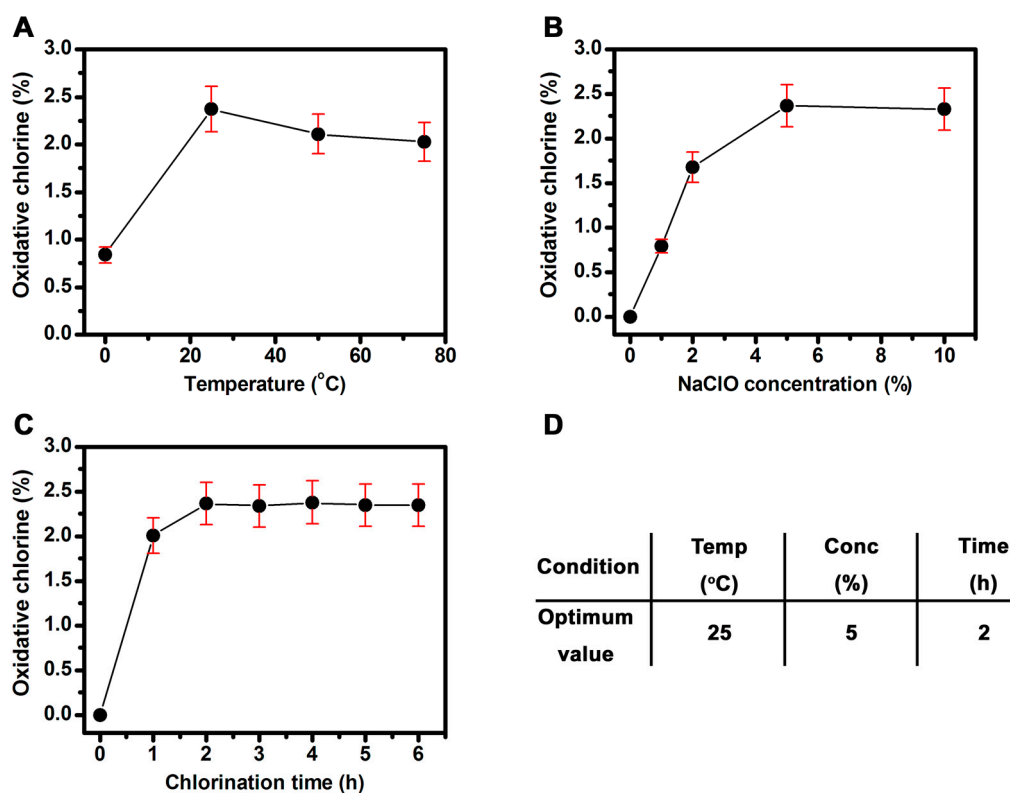 A
Oxidative chlorine (%)
3.0
2.5
2.0
1.5
1.0
0.5
0.0
0 20 40 60 80
Temperature (°C)
B
Oxidative chlorine (%)
3.0
2.5
2.0
1.5
1.0
0.5
0.0
0 2 4 6 8 10
NaClO concentration (%)
C
Oxidative chlorine (%)
3.0
2.5
2.0
1.5
1.0
0.5
0.0
0 1 2 3 4 5 6
Chlorination time (h)
D
Condition Temp (°C) Conc (%) Time (h)
Optimum value 25 5 2